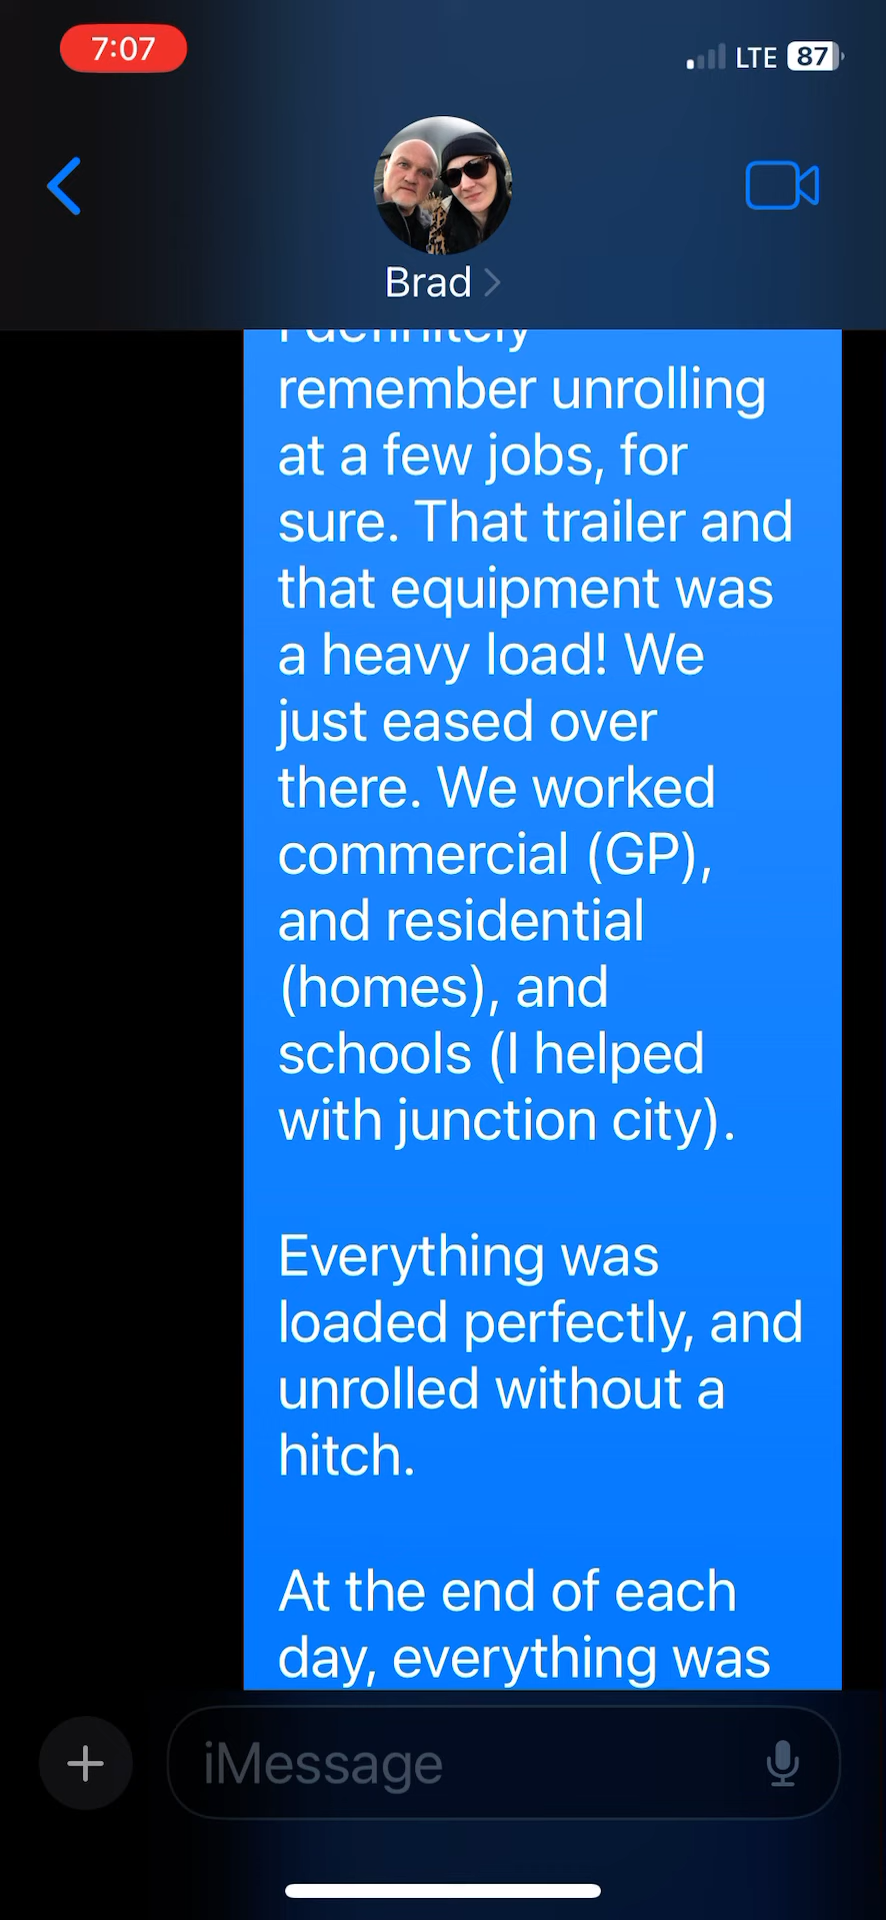 7:07
LTE 87
Brad
I definitely
remember unrolling
at a few jobs, for
sure. That trailer and
that equipment was
a heavy load! We
just eased over
there. We worked
commercial (GP),
and residential
(homes), and
schools (I helped
with junction city).
Everything was
loaded perfectly, and
unrolled without a
hitch.
At the end of each
day, everything was
iMessage